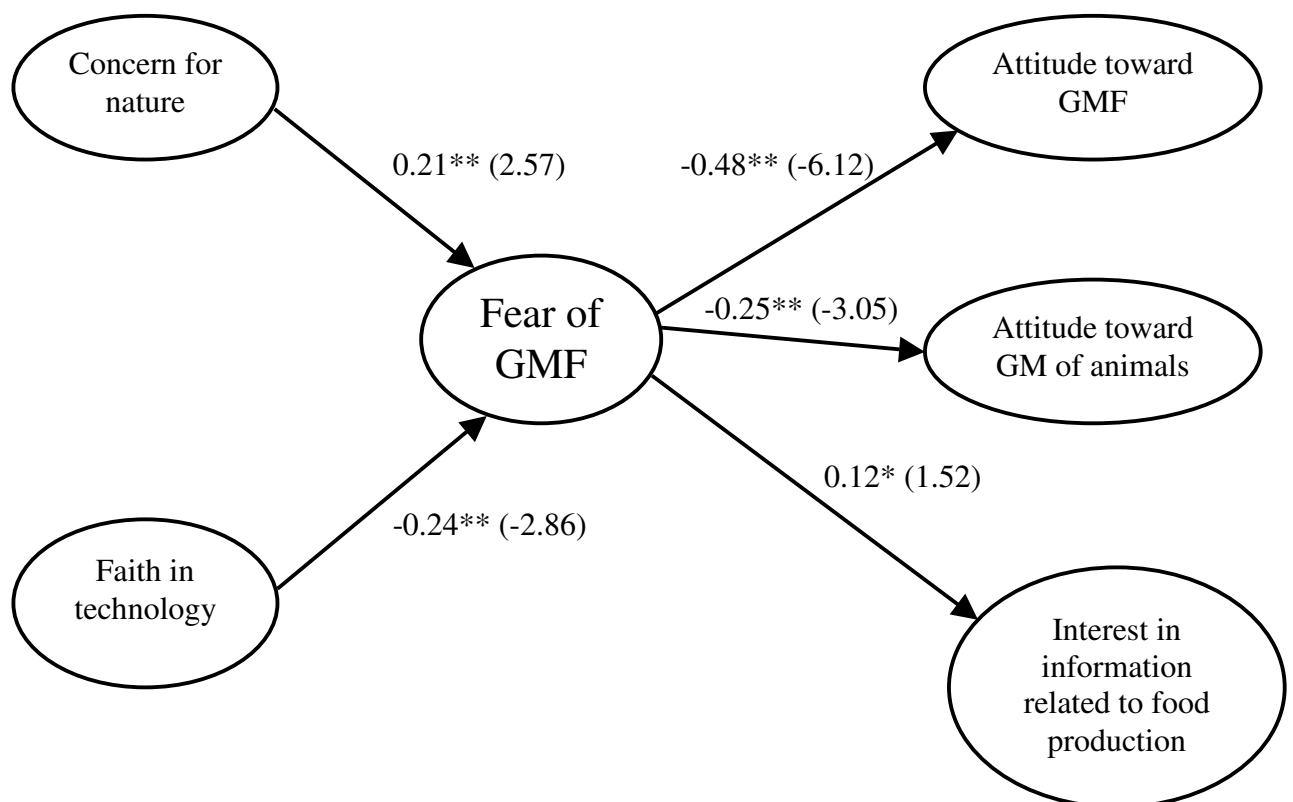 Concern for
nature
Attitude toward
GMF
0.21** (2.57)
-0.48** (-6.12)
Fear of
GMF
-0.25** (-3.05)
Attitude toward
GM of animals
0.12* (1.52)
-0.24** (-2.86)
Faith in
technology
Interest in
information
related to food
production